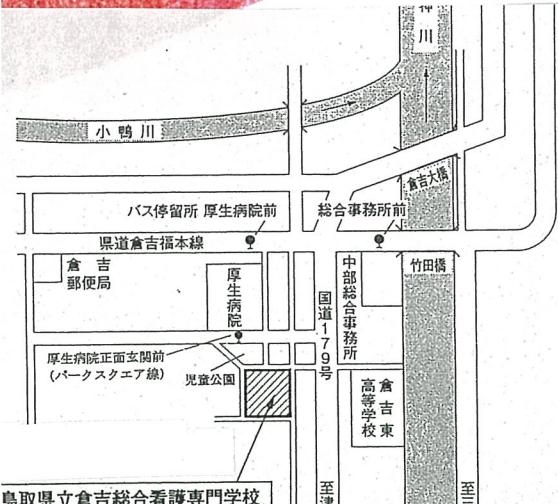 神
川
小鴨川
倉吉大橋
バス停留所 厚生病院前
総合事務所前
県道倉吉福本線
竹田橋
倉吉
郵便局
厚生病院
国道179号
中部総合事務所
厚生病院正面玄関前
(パークスクエア線)
児童公園
倉吉東
高等学校
鳥取県立倉吉総合看護専門学校
至津
至三